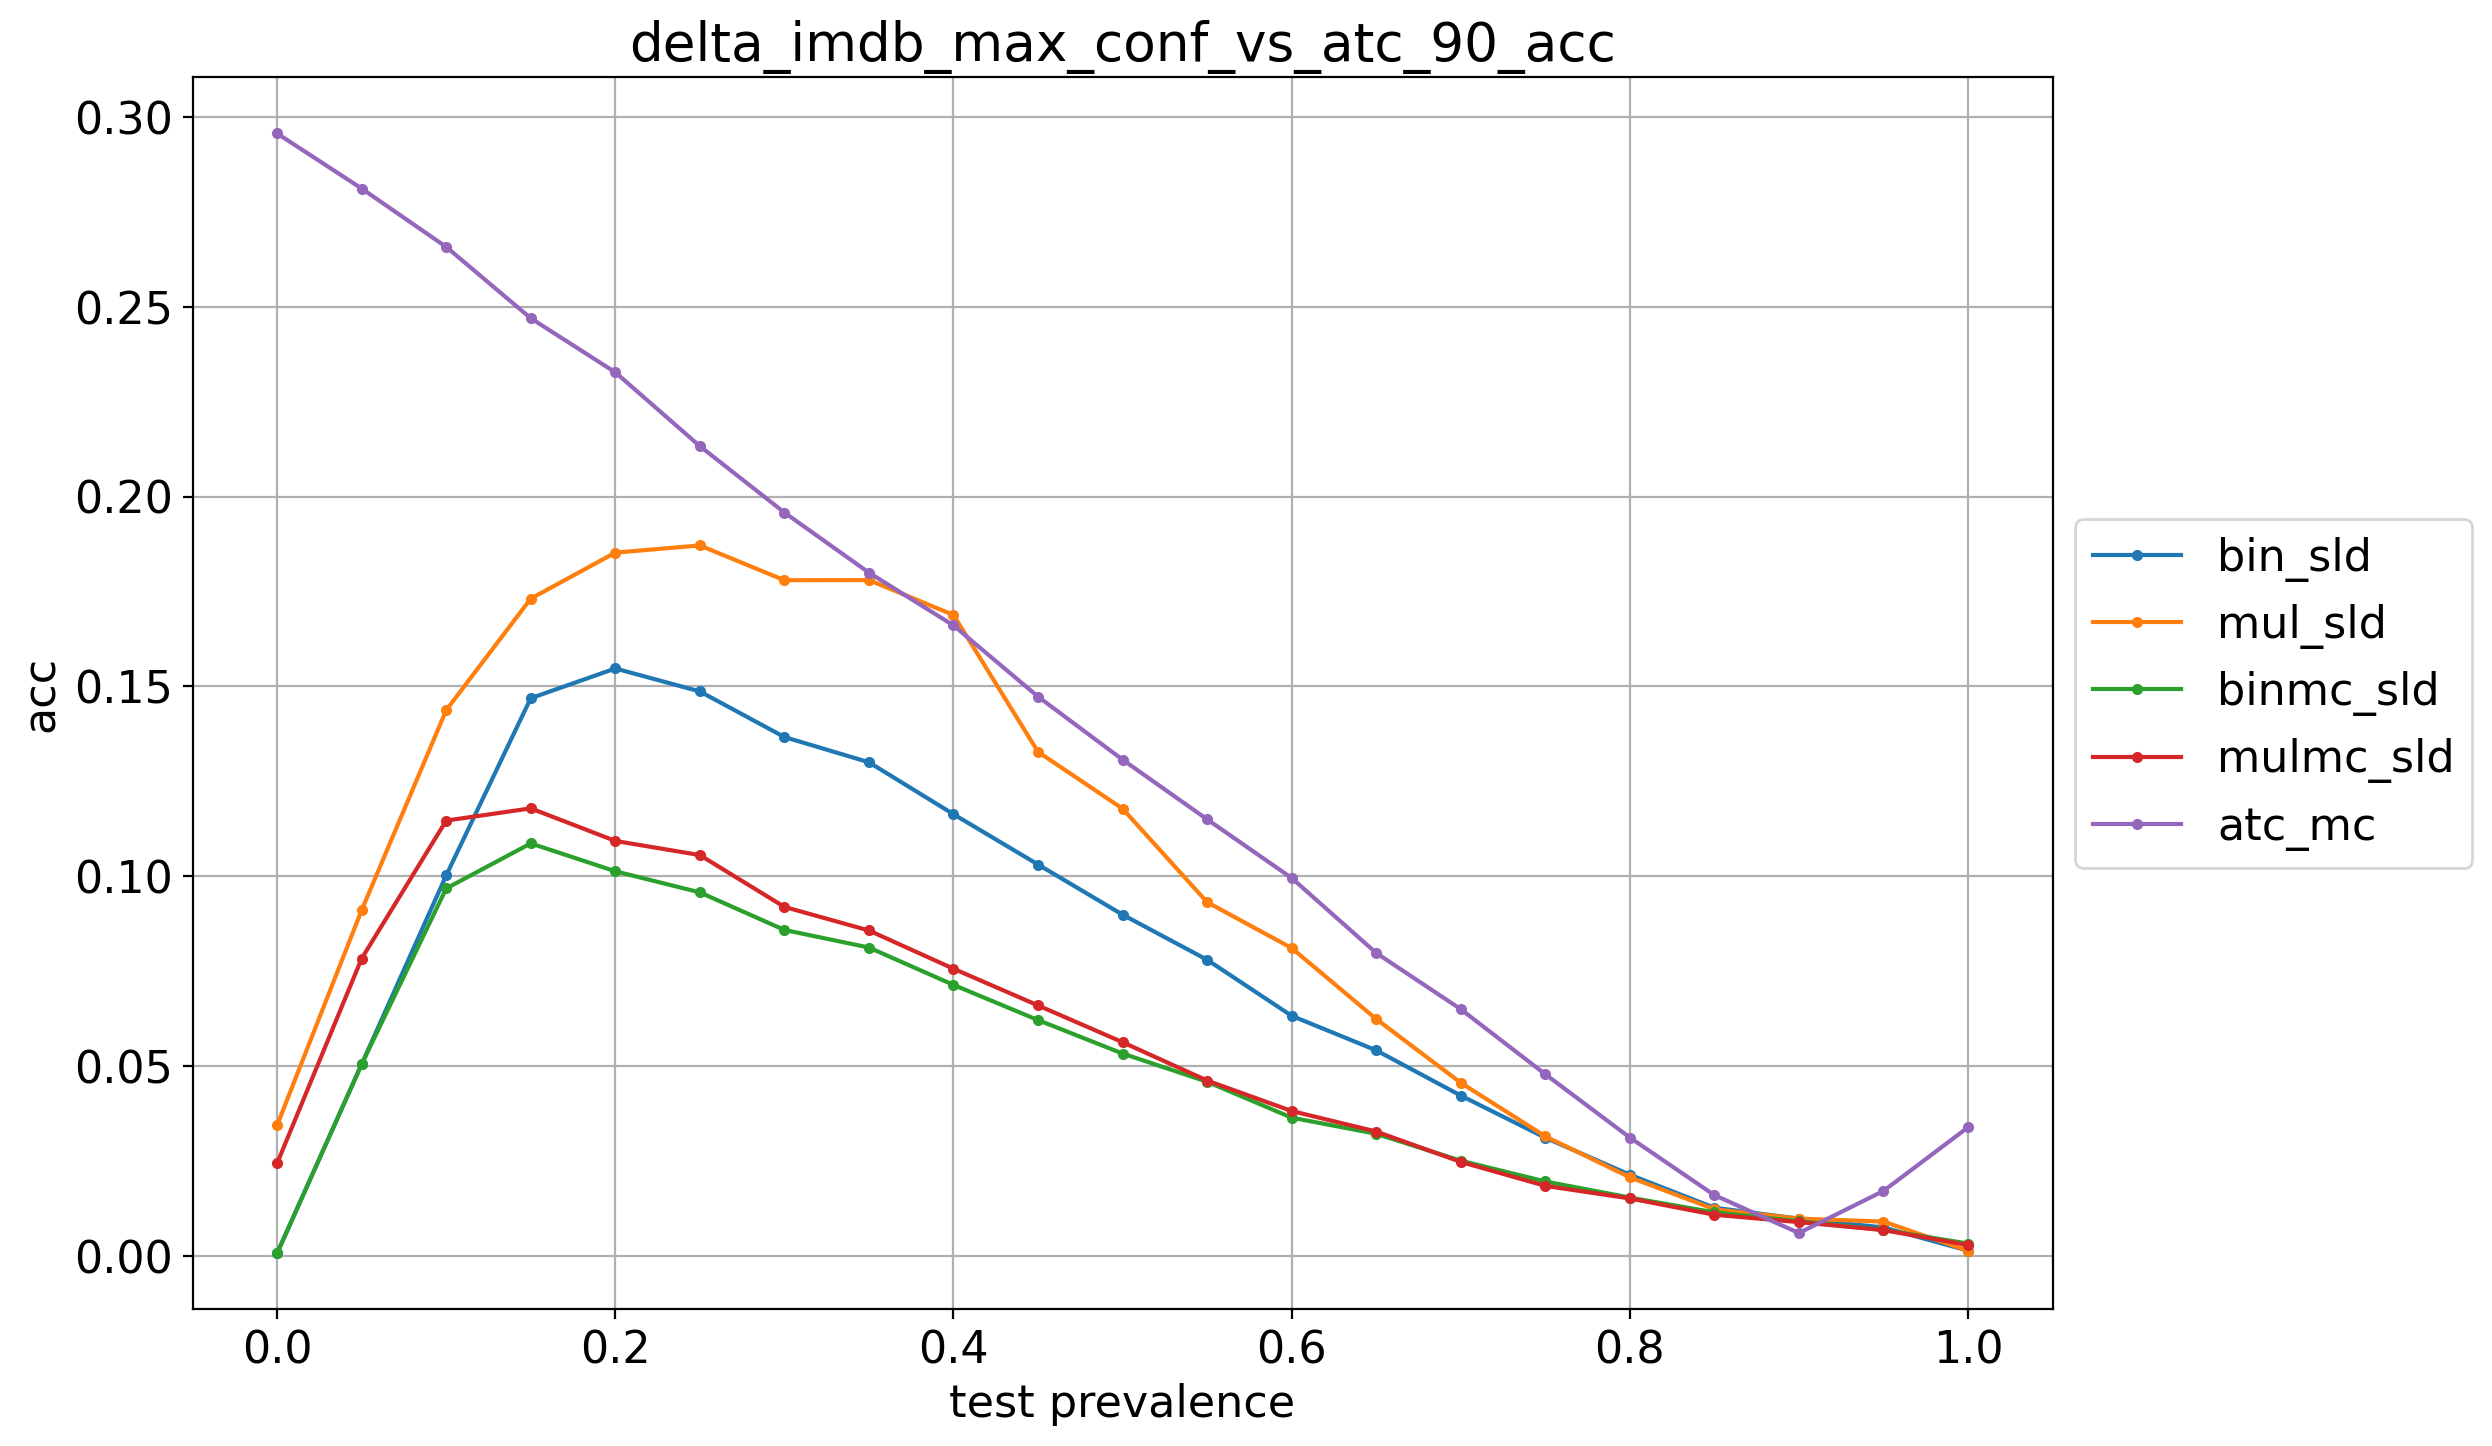 delta_imdb_max_conf_vs_atc_90_acc
0.30
0.25
0.20
0.15
0.10
0.05
0.00
acc
0.0 0.2 0.4 0.6 0.8 1.0
test prevalence
bin_sld
mul_sld
binmc_sld
mulmc_sld
atc_mc